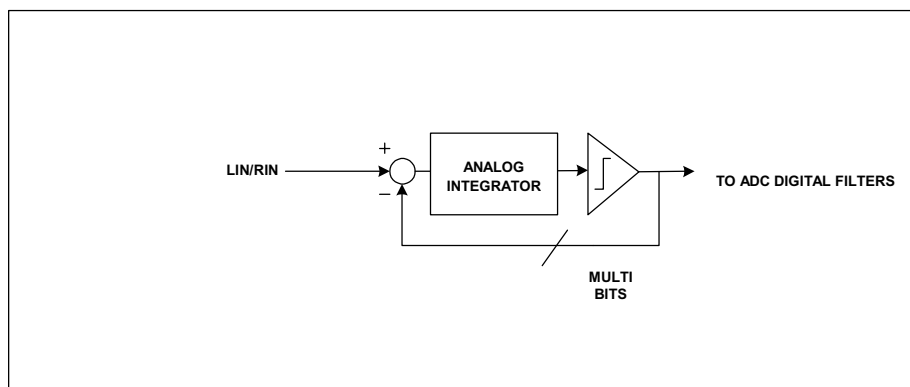 +
LIN/RIN
−
ANALOG
INTEGRATOR
TO ADC DIGITAL FILTERS
MULTI
BITS